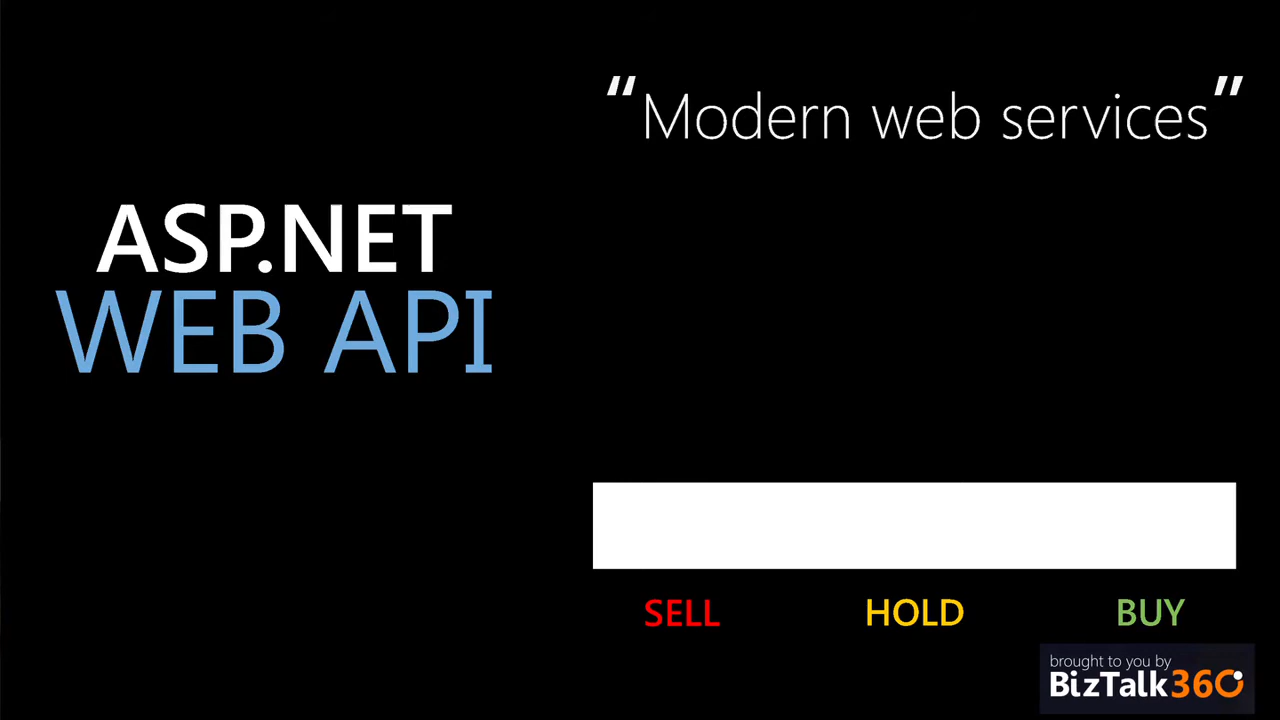 “Modern web services”
ASP.NET
WEB API
SELL HOLD BUY
brought to you by
BizTalk360